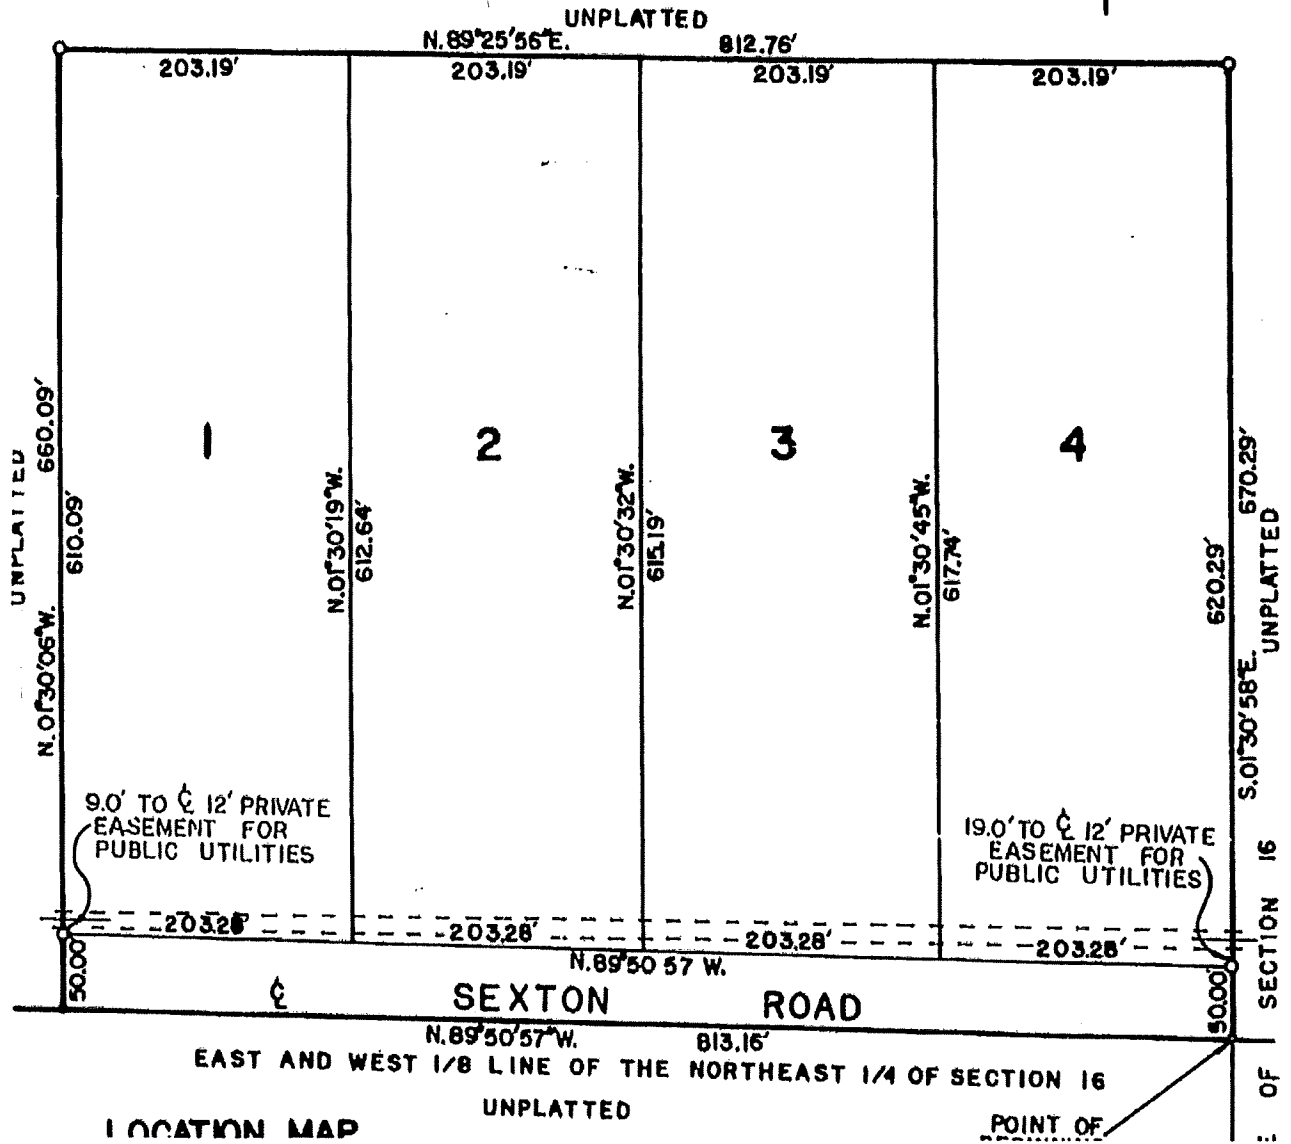 UNPLATTED
N.89°25'56"E. 812.76'
203.19' 203.19' 203.19' 203.19'
UNPLATTED
N.01°30'06"W. 660.09'
610.09'
1
N.01°30'19"W.
612.64'
2
N.01°30'32"W.
615.19'
3
N.01°30'45"W.
617.74'
4
620.29'
S.01°30'58"E. 670.29'
UNPLATTED
9.0' TO ℄ 12' PRIVATE
EASEMENT FOR
PUBLIC UTILITIES
19.0' TO ℄ 12' PRIVATE
EASEMENT FOR
PUBLIC UTILITIES
203.28' 203.28' 203.28' 203.28'
N.89°50 57 W.
50.00'
50.00'
℄ SEXTON ROAD
N.89°50'57"W. 813.16'
EAST AND WEST 1/8 LINE OF THE NORTHEAST 1/4 OF SECTION 16
UNPLATTED
OF SECTION 16
LOCATION MAP
POINT OF